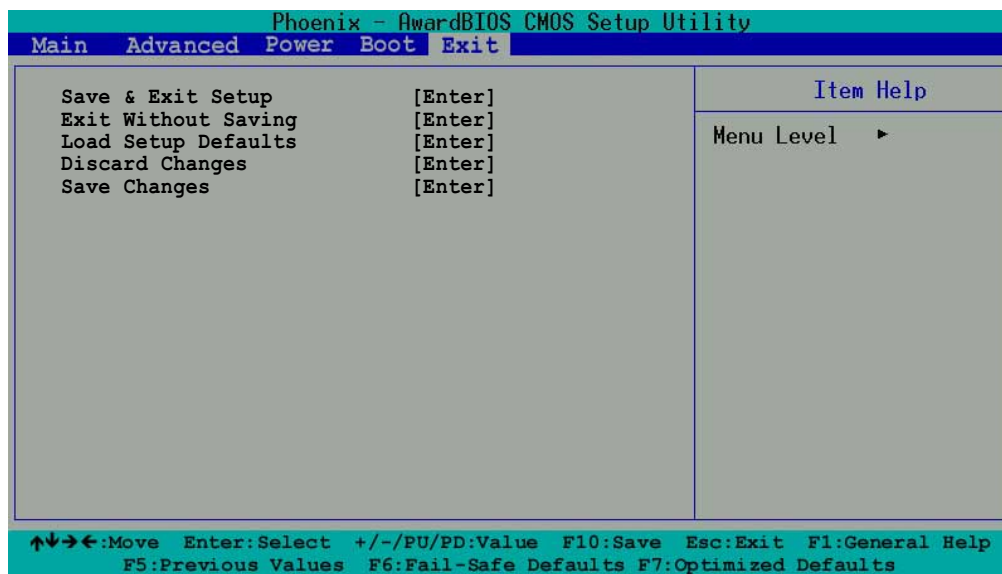 Phoenix - AwardBIOS CMOS Setup Utility
Main Advanced Power Boot Exit
Save & Exit Setup [Enter]
Exit Without Saving [Enter]
Load Setup Defaults [Enter]
Discard Changes [Enter]
Save Changes [Enter]
Item Help
Menu Level ►
↑↓→←:Move Enter:Select +/-/PU/PD:Value F10:Save Esc:Exit F1:General Help
F5:Previous Values F6:Fail-Safe Defaults F7:Optimized Defaults